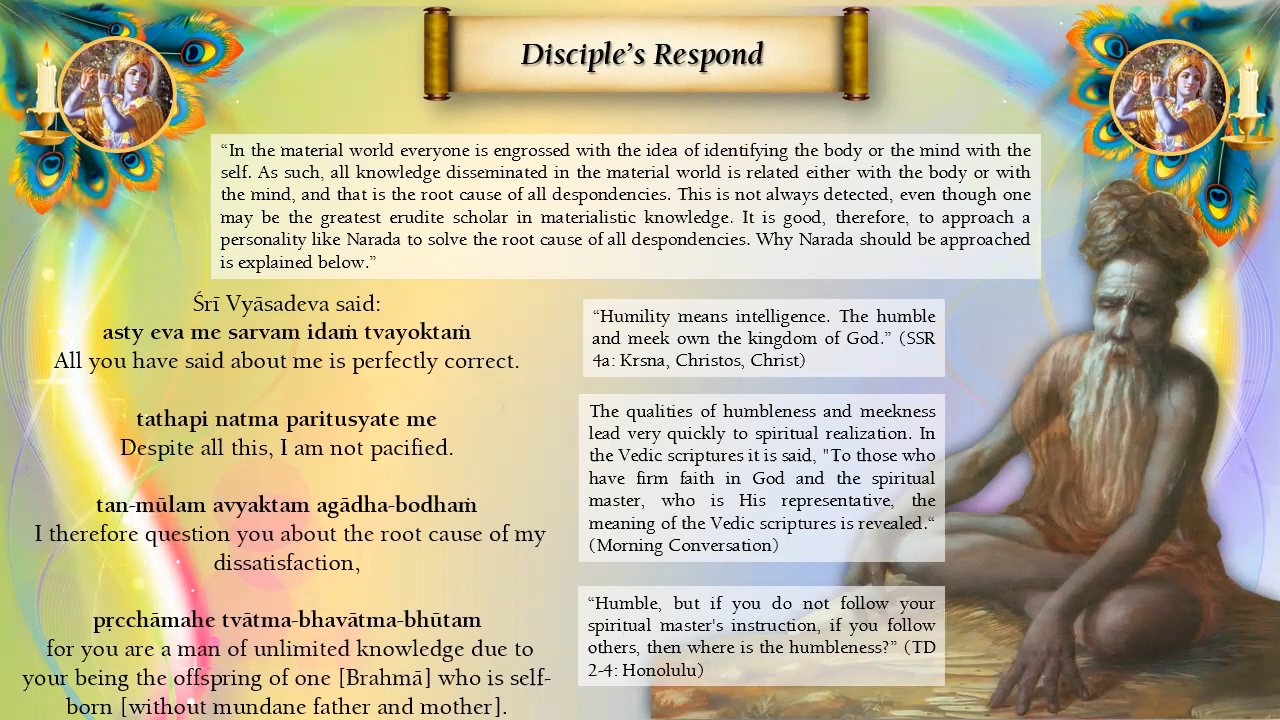 Disciple's Respond
“In the material world everyone is engrossed with the idea of identifying the body or the mind with the
self. As such, all knowledge disseminated in the material world is related either with the body or with
the mind, and that is the root cause of all despondencies. This is not always detected, even though one
may be the greatest erudite scholar in materialistic knowledge. It is good, therefore, to approach a
personality like Narada to solve the root cause of all despondencies. Why Narada should be approached
is explained below.”
Śrī Vyāsadeva said:
asty eva me sarvam idaṁ tvayoktaṁ
All you have said about me is perfectly correct.
tathapi natma paritusyate me
Despite all this, I am not pacified.
tan-mūlam avyaktam agādha-bodhaṁ
I therefore question you about the root cause of my
dissatisfaction,
pṛcchāmahe tvātma-bhavātma-bhūtam
for you are a man of unlimited knowledge due to
your being the offspring of one [Brahmā] who is self-
born [without mundane father and mother].
“Humility means intelligence. The humble
and meek own the kingdom of God.” (SSR
4a: Krsna, Christos, Christ)
The qualities of humbleness and meekness
lead very quickly to spiritual realization. In
the Vedic scriptures it is said, "To those who
have firm faith in God and the spiritual
master, who is His representative, the
meaning of the Vedic scriptures is revealed.“
(Morning Conversation)
“Humble, but if you do not follow your
spiritual master's instruction, if you follow
others, then where is the humbleness?” (TD
2-4: Honolulu)